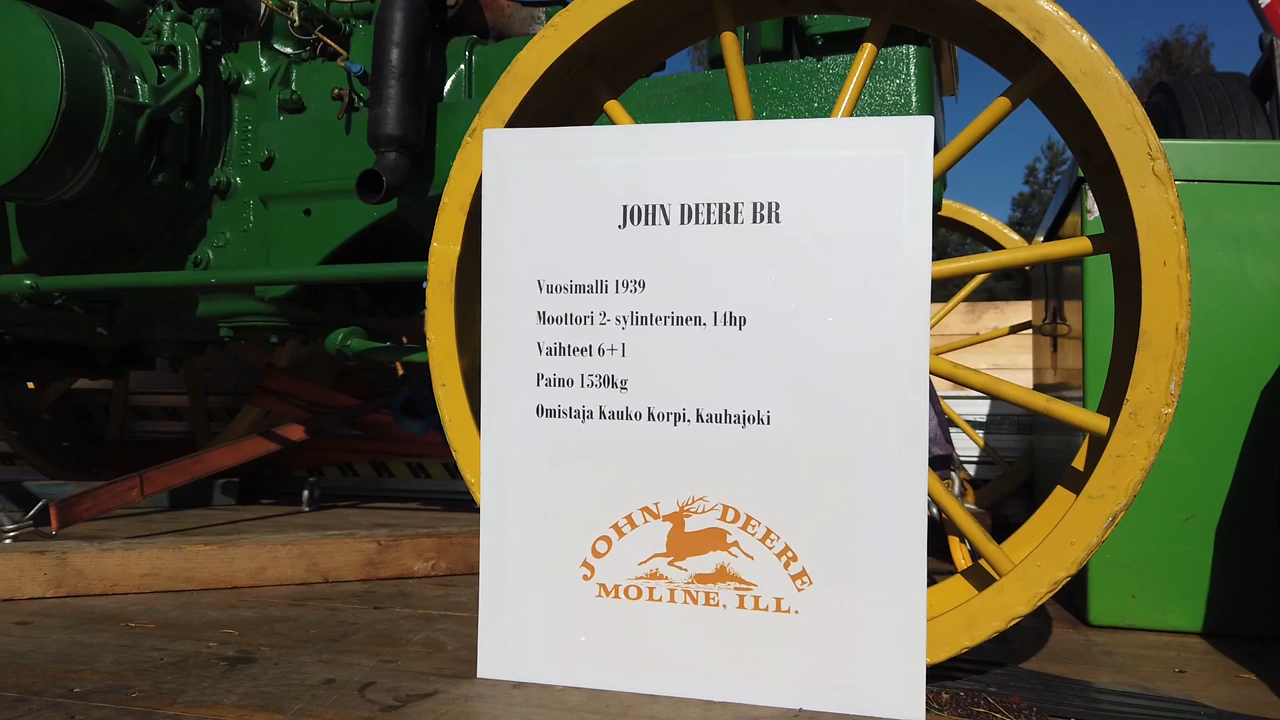 JOHN DEERE BR
Vuosimalli 1939
Moottori 2- sylinterinen, 14hp
Vaihteet 6+1
Paino 1530kg
Omistaja Kauko Korpi, Kauhajoki
JOHN DEERE
MOLINE, ILL.